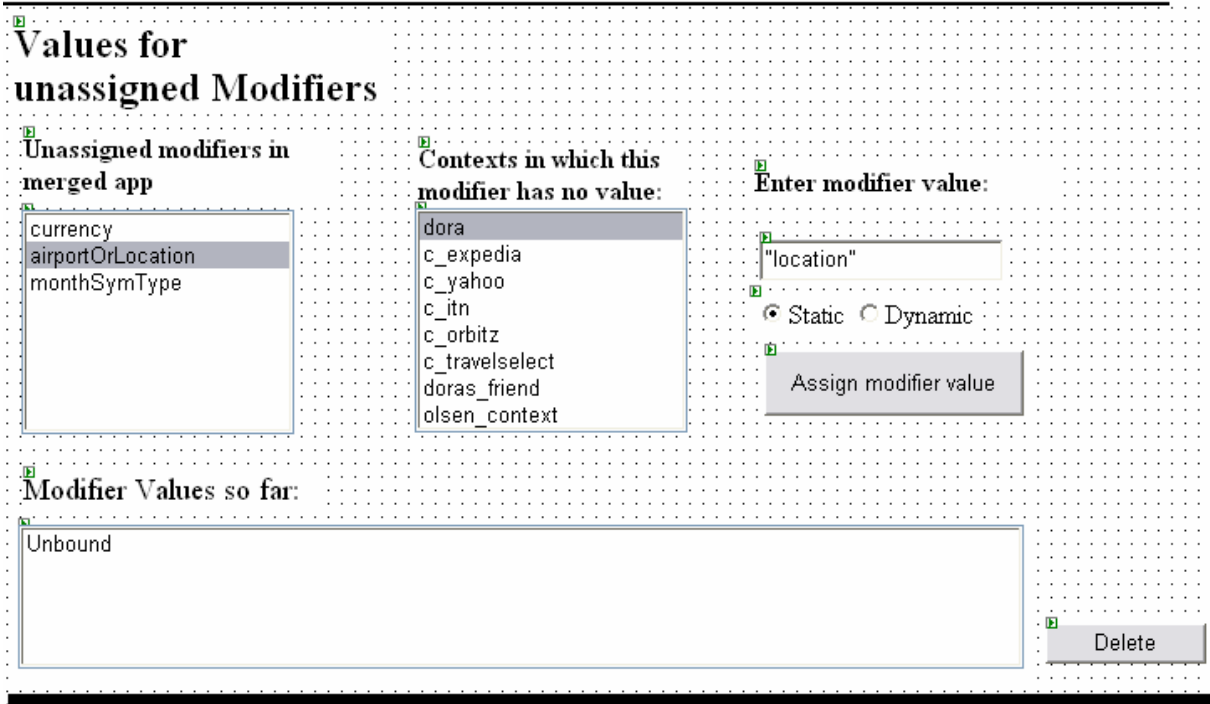 Values for
unassigned Modifiers
Unassigned modifiers in
merged app
currency
airportOrLocation
monthSymType
Contexts in which this
modifier has no value:
dora
c_expedia
c_yahoo
c_itn
c_orbitz
c_travelselect
doras_friend
olsen_context
Enter modifier value:
"location"
Static Dynamic
Assign modifier value
Modifier Values so far:
Unbound
Delete